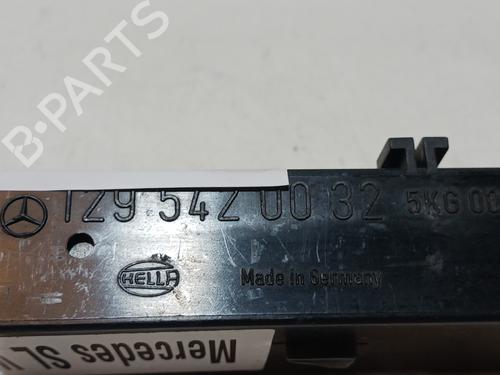 B-PARTS
129 542 00 32 5KG 00
HELLA
Made in Germany
Mercedes SL